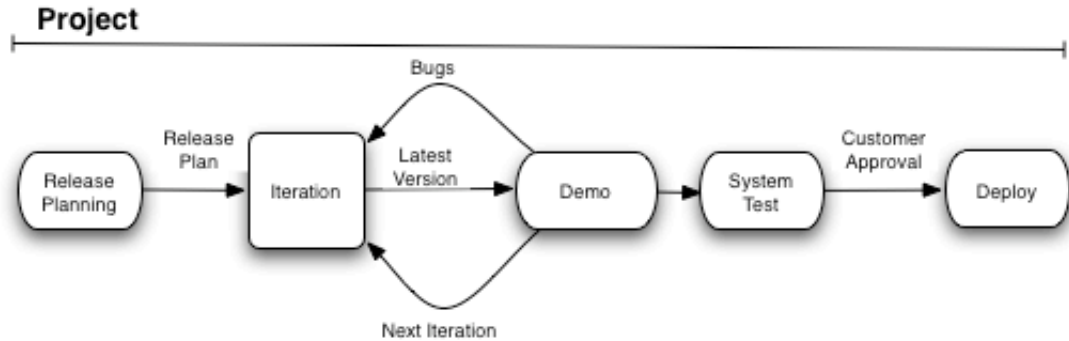 Project
Bugs
Release
Plan
Customer
Approval
Latest
Version
Release
Planning
Iteration
Demo
System
Test
Deploy
Next Iteration